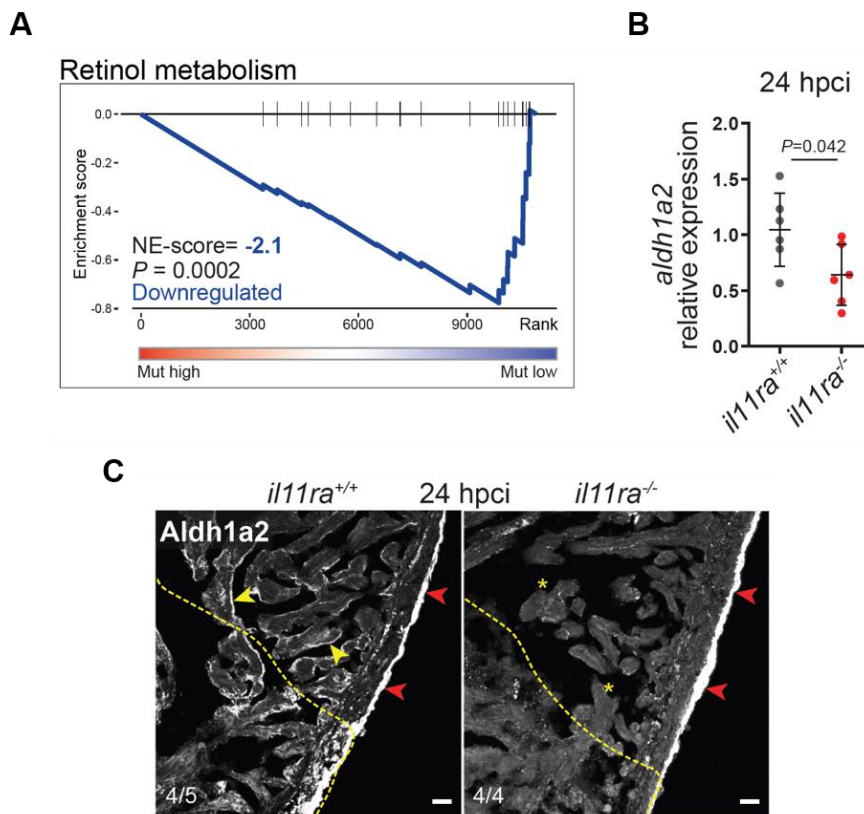 A
Retinol metabolism
Enrichment score
0.0
-0.2
-0.4
-0.6
-0.8
NE-score= -2.1
P = 0.0002
Downregulated
0 3000 6000 9000 Rank
Mut high Mut low
B
24 hpci
aldh1a2
relative expression
2.0
1.5
1.0
0.5
0.0
P=0.042
il11ra+/+
il11ra-/-
C
il11ra+/+ 24 hpci il11ra-/-
Aldh1a2
*
*
4/5
4/4